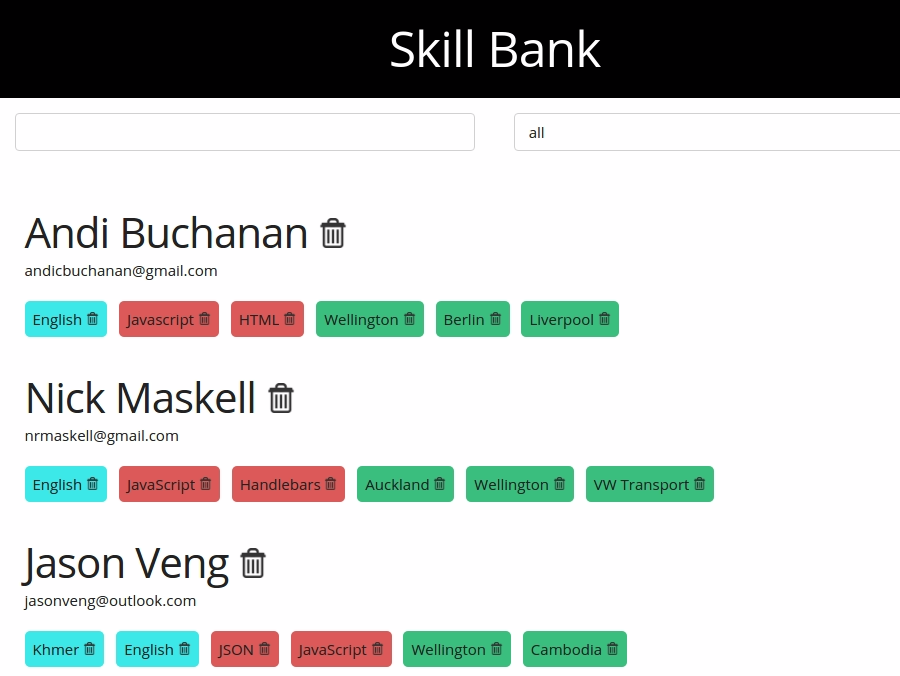 Skill Bank
all
Andi Buchanan
andicbuchanan@gmail.com
English Javascript HTML Wellington Berlin Liverpool
Nick Maskell
nrmaskell@gmail.com
English JavaScript Handlebars Auckland Wellington VW Transport
Jason Veng
jasonveng@outlook.com
Khmer English JSON JavaScript Wellington Cambodia